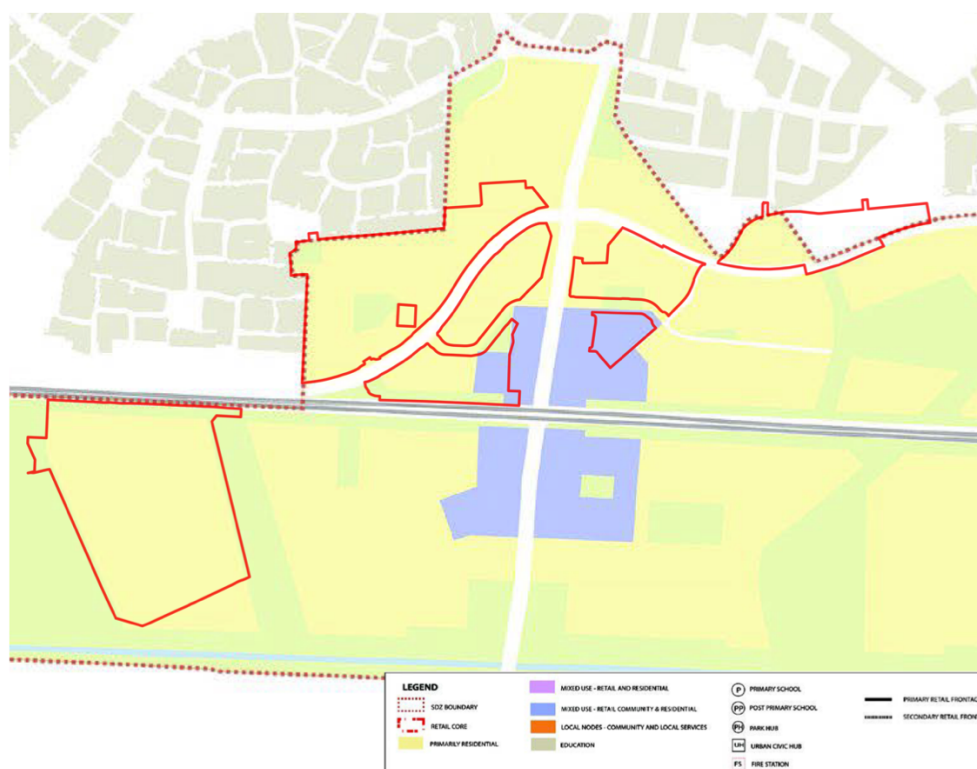 LEGEND
SDZ BOUNDARY
RETAIL CORE
PRIMARILY RESIDENTIAL
MIXED USE - RETAIL AND RESIDENTIAL
MIXED USE - RETAIL COMMUNITY & RESIDENTIAL
LOCAL NODES - COMMUNITY AND LOCAL SERVICES
EDUCATION
P PRIMARY SCHOOL
PP POST PRIMARY SCHOOL
PH PARK HUB
UH URBAN CIVIC HUB
FS FIRE STATION
PRIMARY RETAIL FRONTAG
SECONDARY RETAIL FRON